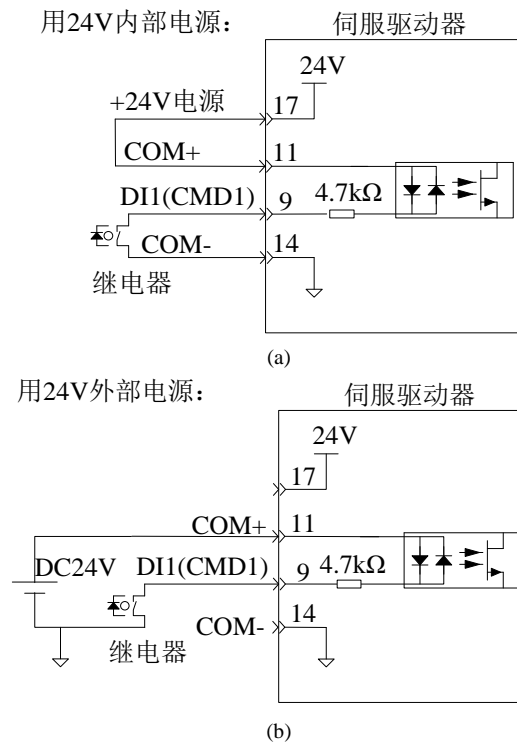 用24V内部电源：
伺服驱动器
24V
+24V电源
17
COM+
11
DI1(CMD1)
9
4.7kΩ
COM-
14
继电器
(a)
用24V外部电源：
伺服驱动器
24V
17
COM+
11
DC24V
DI1(CMD1)
9
4.7kΩ
COM-
14
继电器
(b)